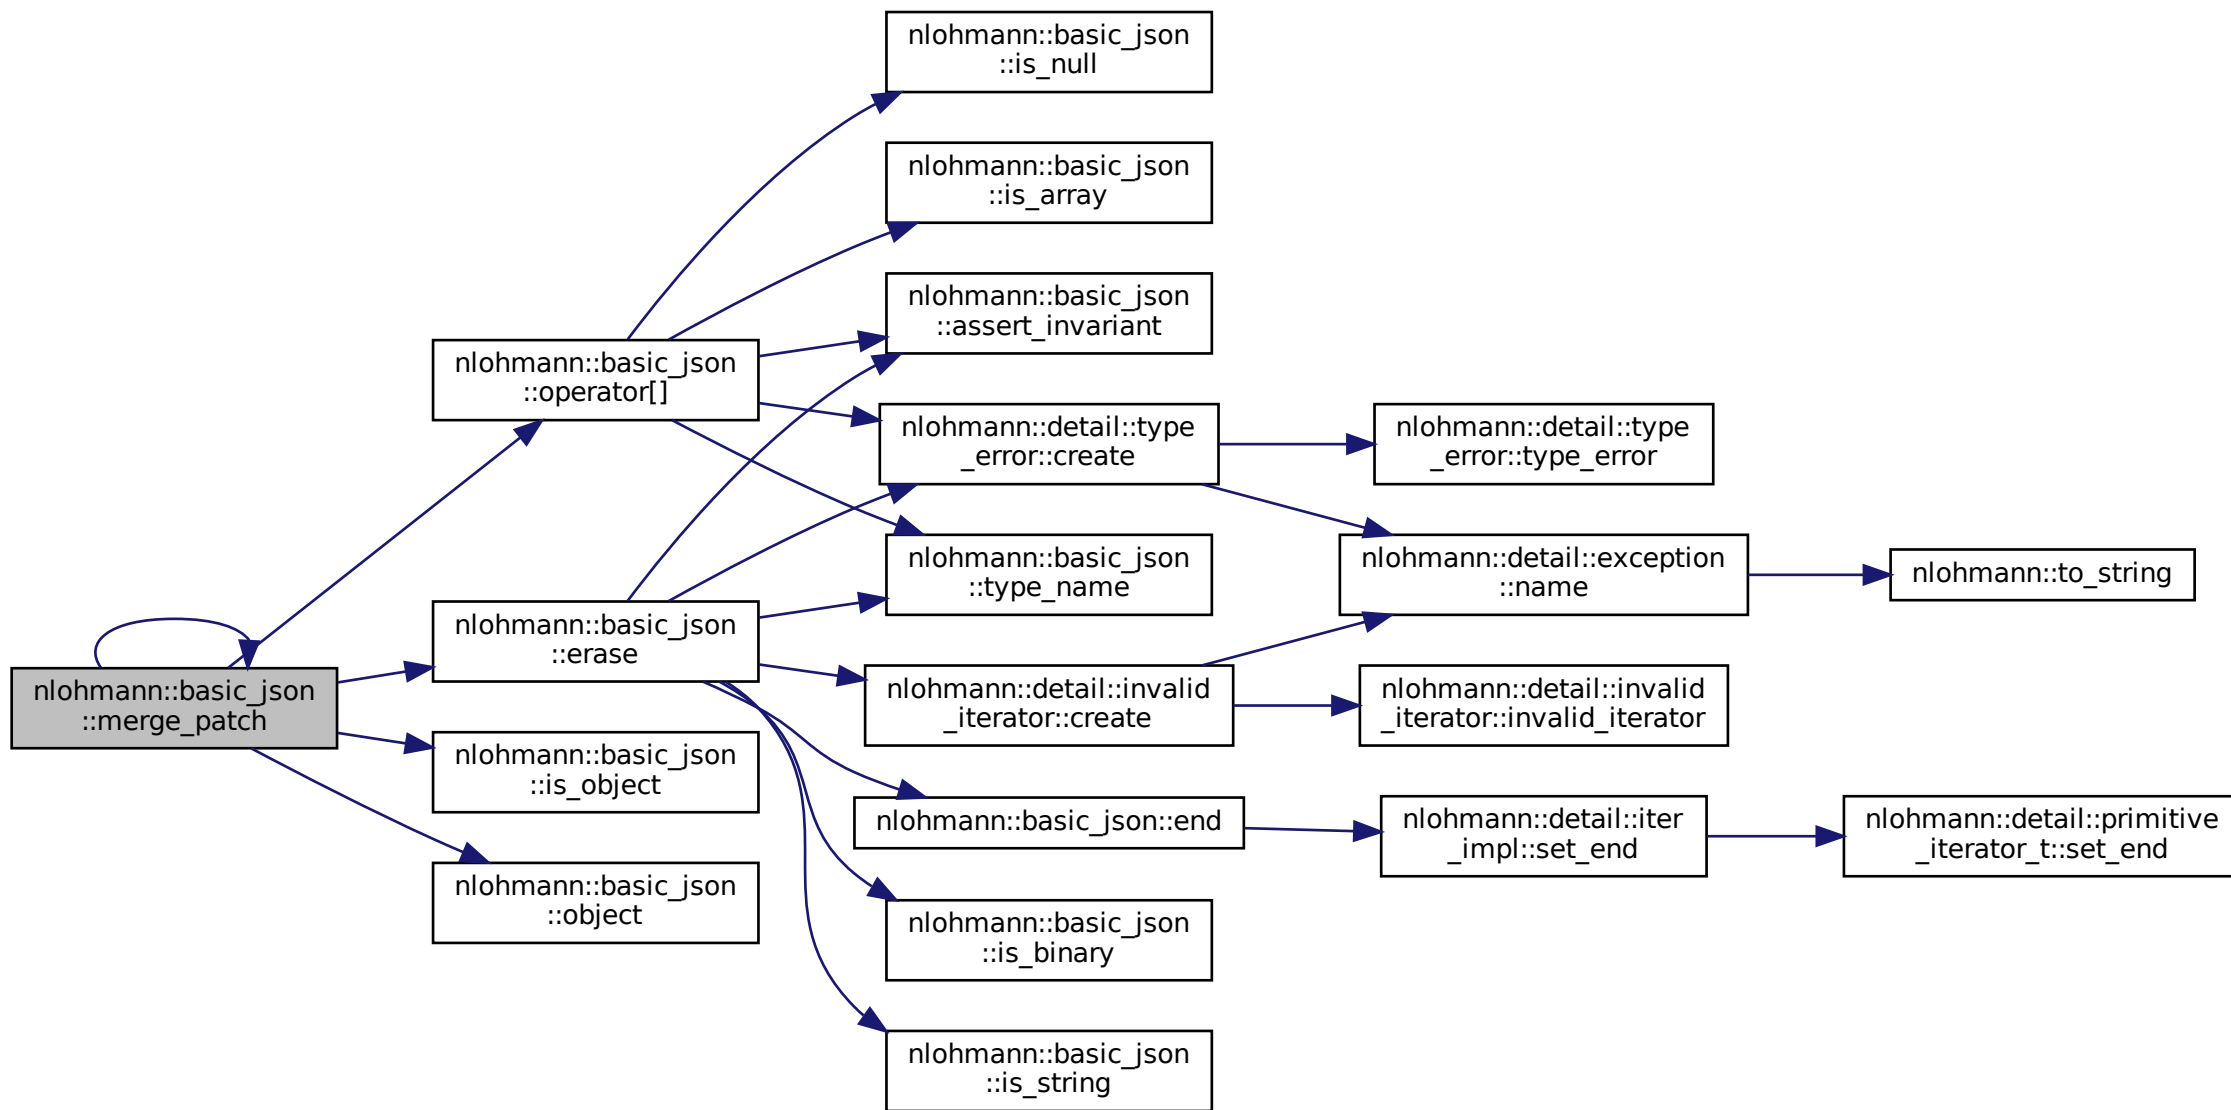 nlohmann::basic_json
::merge_patch
nlohmann::basic_json
::operator[]
nlohmann::basic_json
::erase
nlohmann::basic_json
::is_object
nlohmann::basic_json
::object
nlohmann::basic_json
::is_null
nlohmann::basic_json
::is_array
nlohmann::basic_json
::assert_invariant
nlohmann::detail::type
_error::create
nlohmann::basic_json
::type_name
nlohmann::detail::invalid
_iterator::create
nlohmann::basic_json::end
nlohmann::basic_json
::is_binary
nlohmann::basic_json
::is_string
nlohmann::detail::type
_error::type_error
nlohmann::detail::exception
::name
nlohmann::detail::invalid
_iterator::invalid_iterator
nlohmann::detail::iter
_impl::set_end
nlohmann::to_string
nlohmann::detail::primitive
_iterator_t::set_end